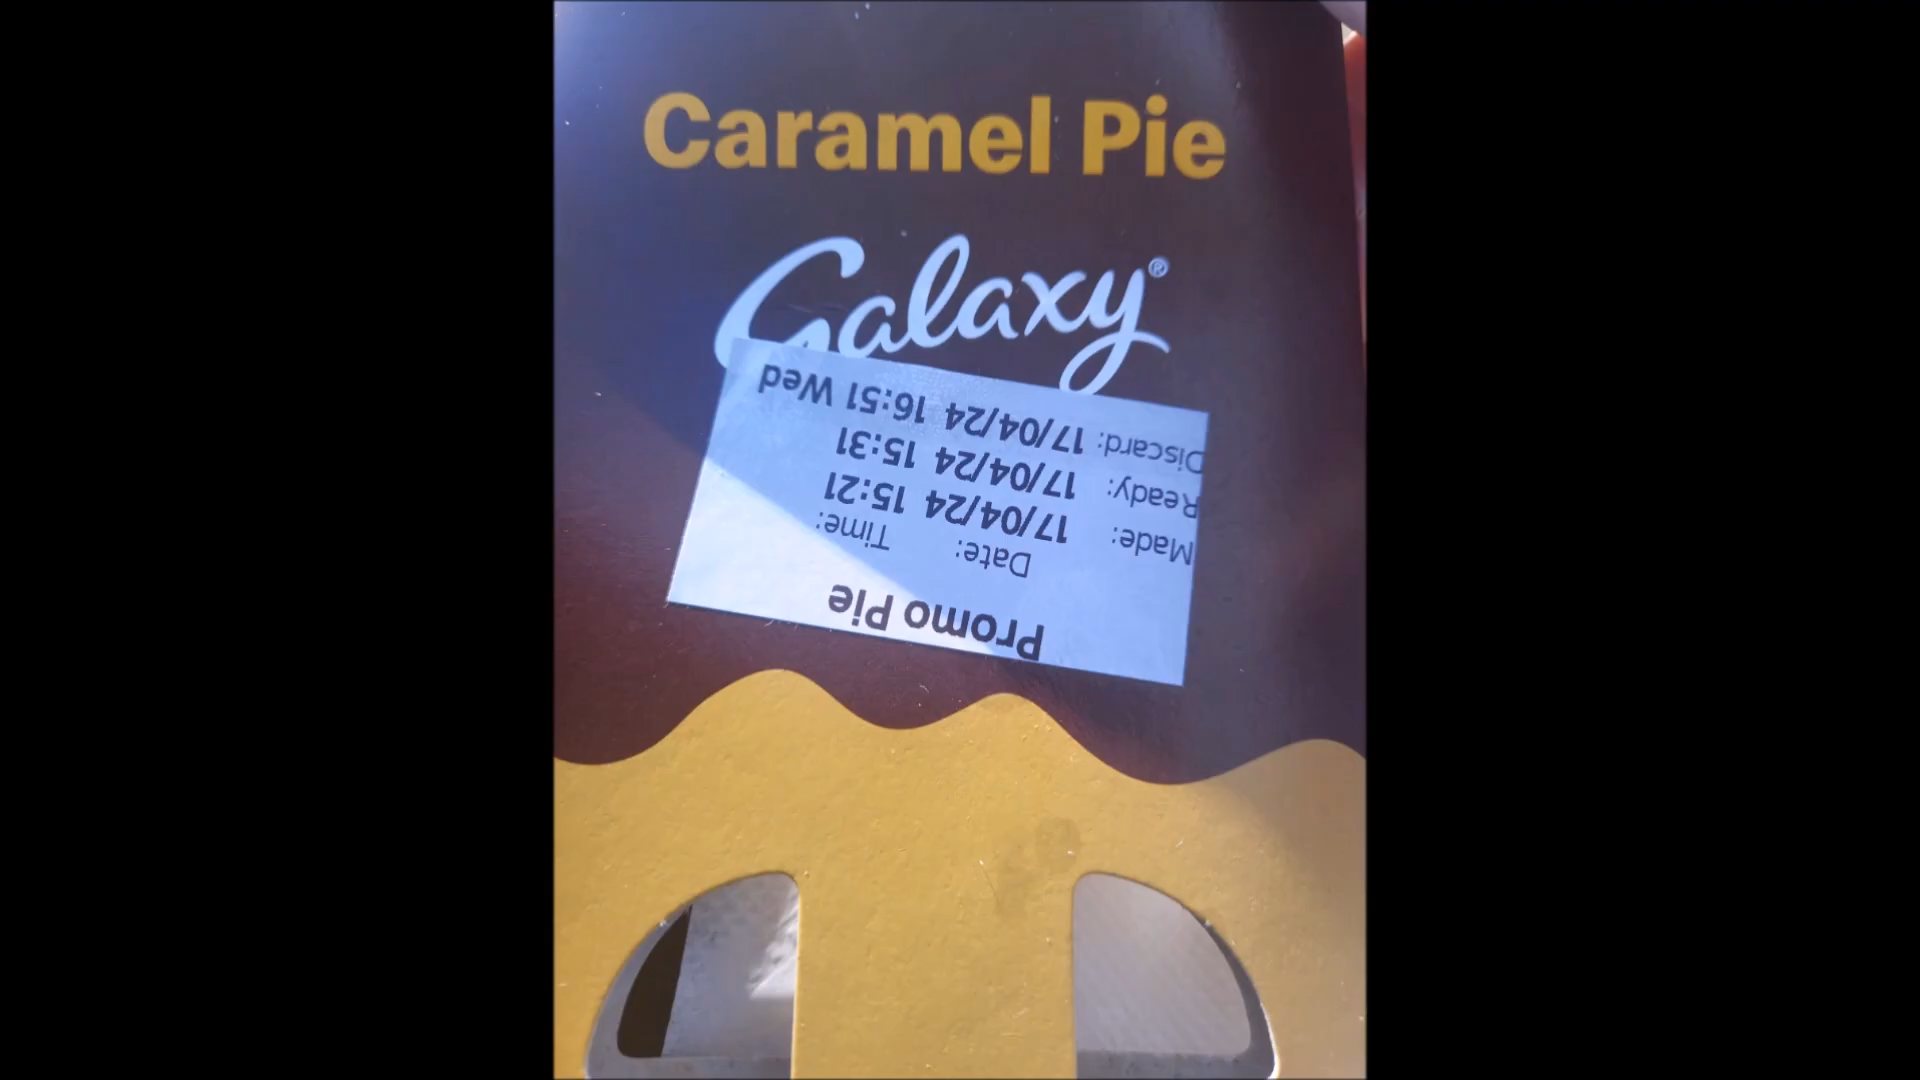 Caramel Pie
Galaxy®
Promo Pie
Date: Time:
Made: 17/04/24 15:21
Ready: 17/04/24 15:31
Discard: 17/04/24 16:51 Wed